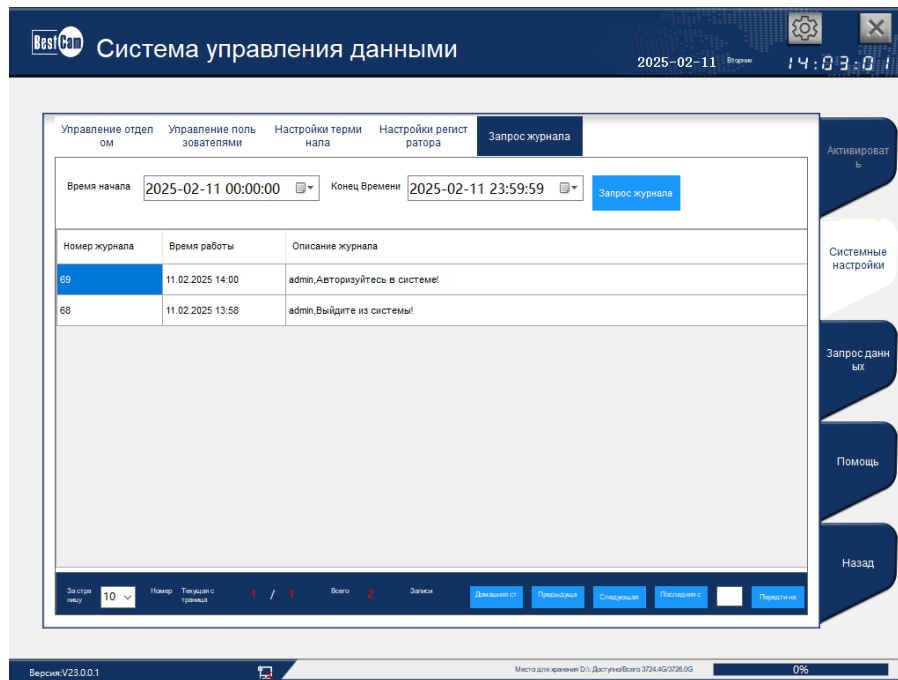 BestCam
Система управления данными
2025-02-11 Вторник
14:03:01
Управление отдел
ом
Управление поль
зователями
Настройки терми
нала
Настройки регист
ратора
Запрос журнала
Время начала
2025-02-11 00:00:00
Конец Времени
2025-02-11 23:59:59
Запрос журнала
Номер журнала Время работы Описание журнала
69 11.02.2025 14:00 admin,Авторизуйтесь в системе!
68 11.02.2025 13:58 admin,Выйдите из системы!
Активироват
ь
Системные
настройки
Запрос данн
ых
Помощь
Назад
За стра
ницу
10
Номер
Текущая с
траница
1 / 1
Всего 2 Записи
Домашняя ст
Предыдуща
Следующая
Последняя с
Передти на
Версия:V23.0.0.1
Место для хранения D:\: Доступно/Всего 3724,4G/3726,0G
0%